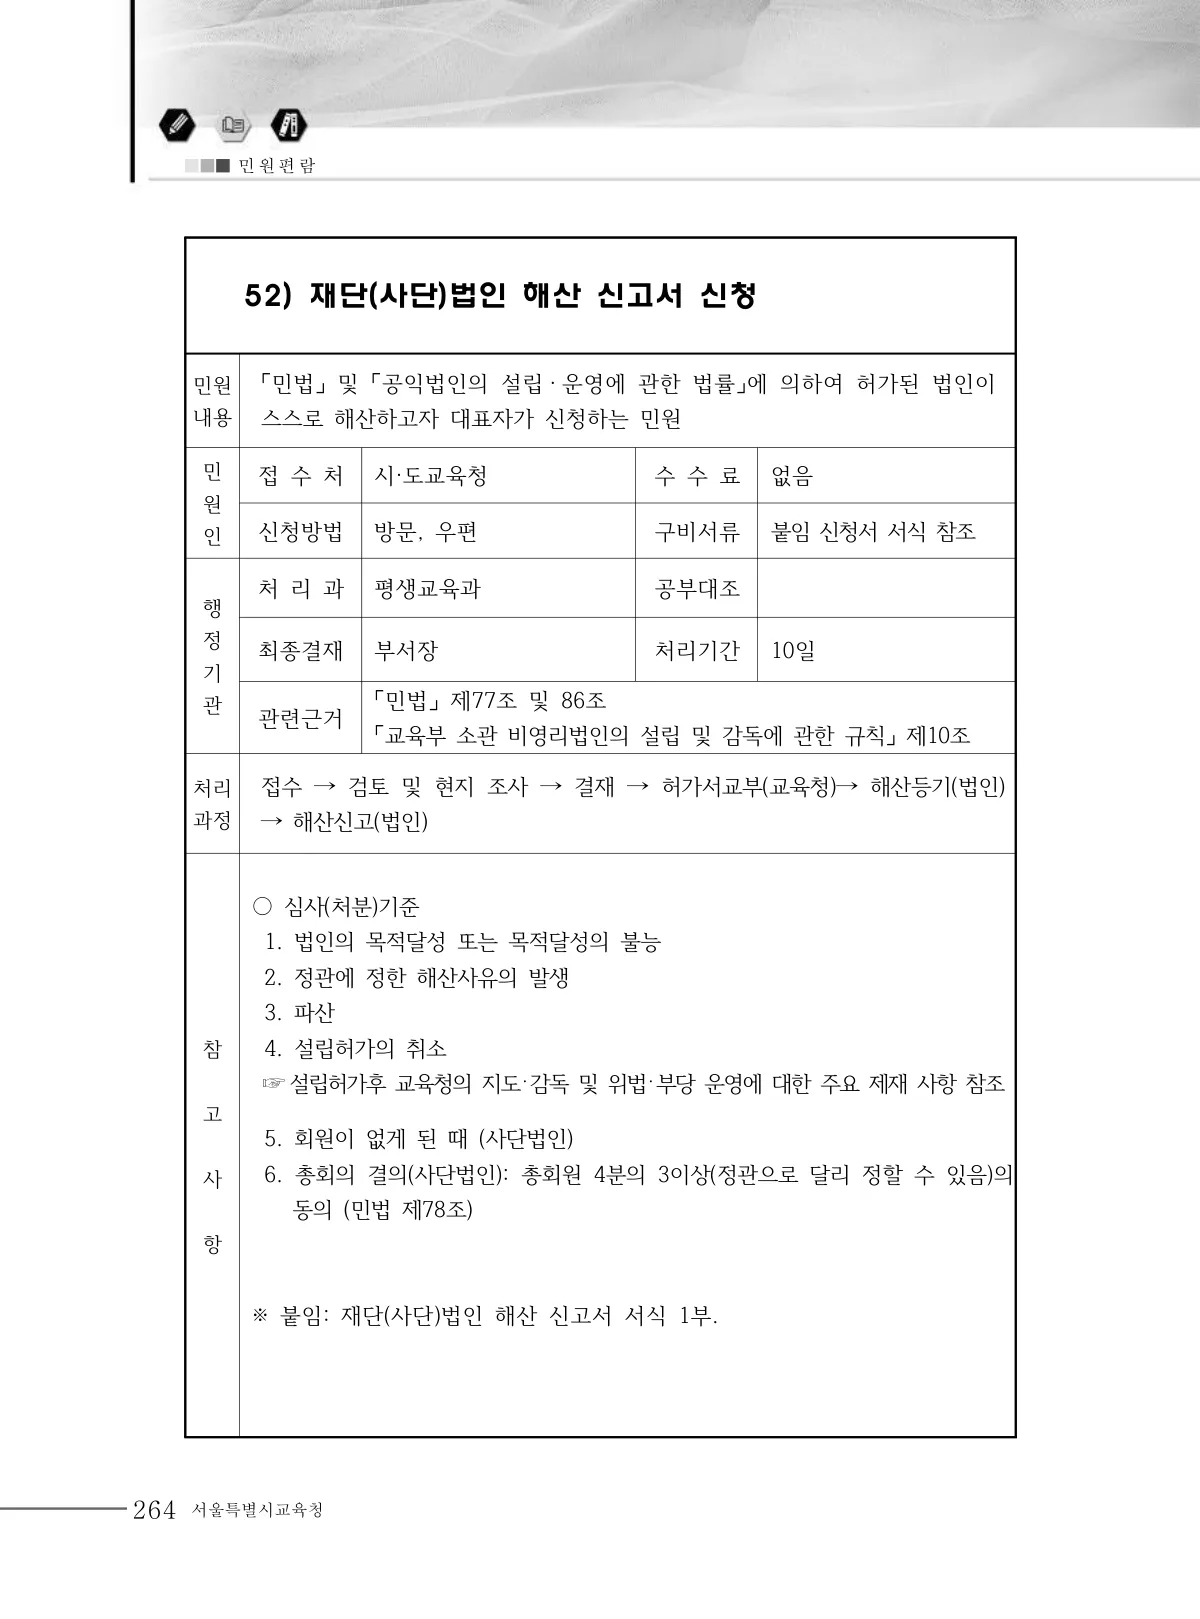 민원편람
52) 재단(사단)법인 해산 신고서 신청
민원
내용
「민법」 및 「공익법인의 설립·운영에 관한 법률」에 의하여 허가된 법인이
스스로 해산하고자 대표자가 신청하는 민원
민
원
인
접 수 처
시·도교육청
수 수 료
없음
신청방법
방문, 우편
구비서류
붙임 신청서 서식 참조
행
정
기
관
처 리 과
평생교육과
공부대조
최종결재
부서장
처리기간
10일
관련근거
「민법」 제77조 및 86조
「교육부 소관 비영리법인의 설립 및 감독에 관한 규칙」 제10조
처리
과정
접수 → 검토 및 현지 조사 → 결재 → 허가서교부(교육청)→ 해산등기(법인)
→ 해산신고(법인)
참
고
사
항
○ 심사(처분)기준
1. 법인의 목적달성 또는 목적달성의 불능
2. 정관에 정한 해산사유의 발생
3. 파산
4. 설립허가의 취소
☞설립허가후 교육청의 지도·감독 및 위법·부당 운영에 대한 주요 제재 사항 참조
5. 회원이 없게 된 때 (사단법인)
6. 총회의 결의(사단법인): 총회원 4분의 3이상(정관으로 달리 정할 수 있음)의
동의 (민법 제78조)
※ 붙임: 재단(사단)법인 해산 신고서 서식 1부.
264 서울특별시교육청